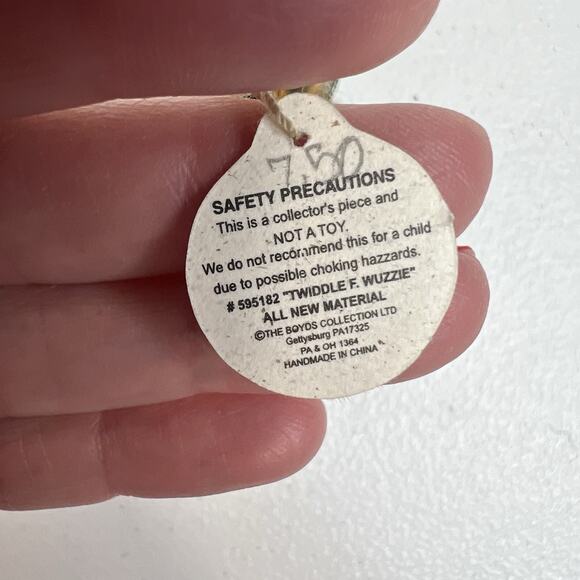 7.50
SAFETY PRECAUTIONS
This is a collector's piece and
NOT A TOY.
We do not recommend this for a child
due to possible choking hazzards.
# 595182 "TWIDDLE F. WUZZIE"
ALL NEW MATERIAL
©THE BOYDS COLLECTION LTD
Gettysburg PA17325
PA & OH 1364
HANDMADE IN CHINA